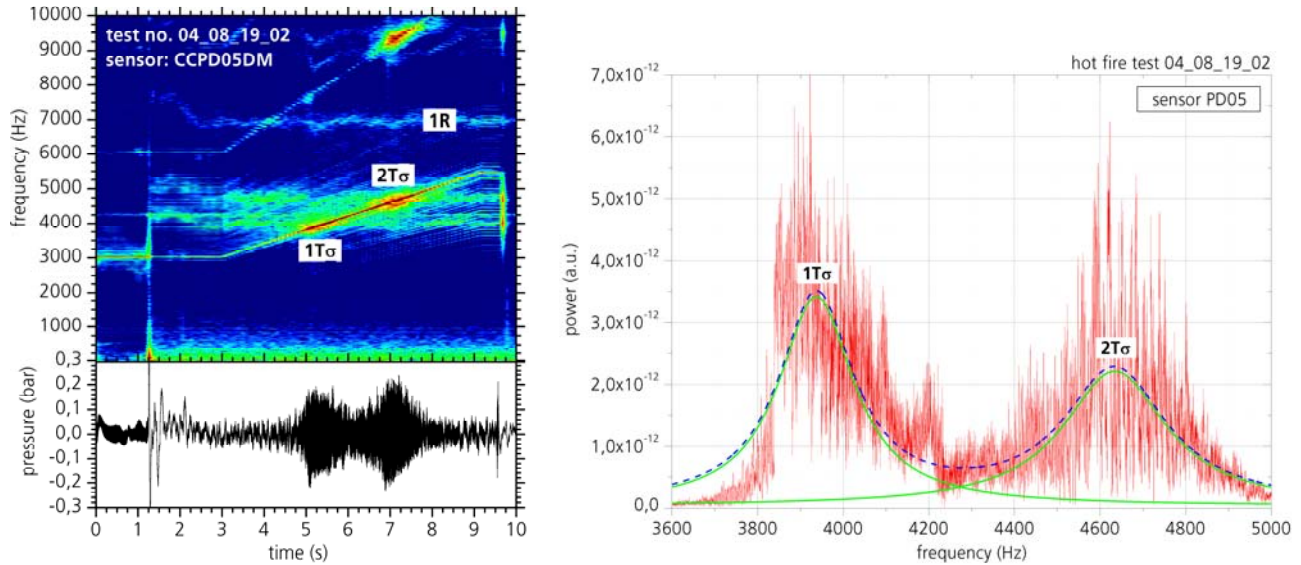 test no. 04_08_19_02
sensor: CCPD05DM
10000
9000
8000
7000
6000
5000
4000
3000
2000
1000
0,3
frequency (Hz)
1R
2Tσ
1Tσ
0,2
0,1
0,0
-0,1
-0,2
-0,3
pressure (bar)
0 1 2 3 4 5 6 7 8 9 10
time (s)
hot fire test 04_08_19_02
sensor PD05
7,0x10⁻¹²
6,0x10⁻¹²
5,0x10⁻¹²
4,0x10⁻¹²
3,0x10⁻¹²
2,0x10⁻¹²
1,0x10⁻¹²
0,0
power (a.u.)
1Tσ
2Tσ
3600 3800 4000 4200 4400 4600 4800 5000
frequency (Hz)